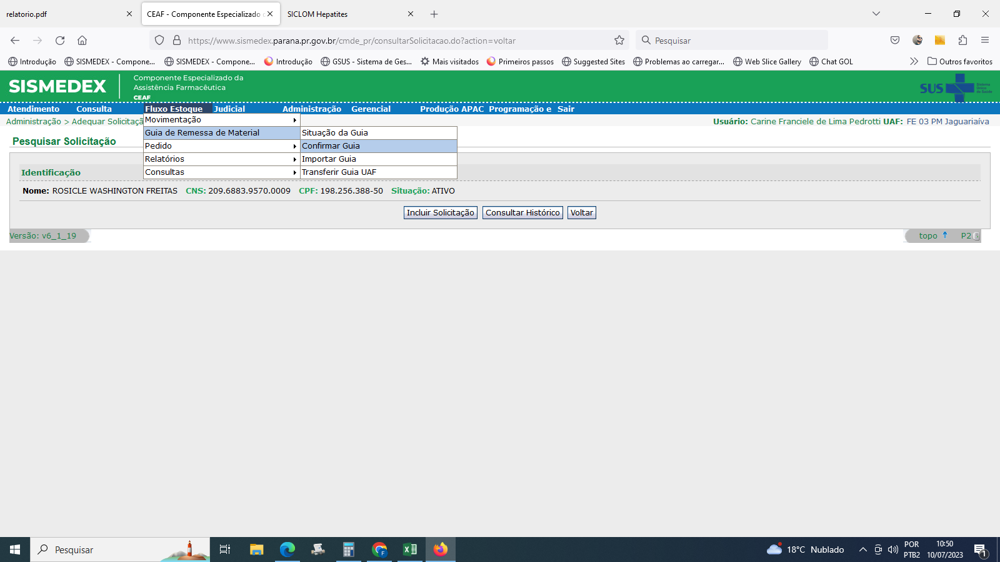 relatorio.pdf
CEAF - Componente Especializado
SICLOM Hepatites
https://www.sismedex.parana.pr.gov.br/cmde_pr/consultarSolicitacao.do?action=voltar
Pesquisar
Introdução
SISMEDEX - Compone...
SISMEDEX - Compone...
Introdução
GSUS - Sistema de Ges...
Mais visitados
Primeiros passos
Suggested Sites
Problemas ao carregar...
Web Slice Gallery
Chat GOL
Outros favoritos
SISMEDEX
Componente Especializado da
Assistência Farmacêutica
CEAF
SUS
Sistema
Único
de Saúde
Atendimento
Consulta
Fluxo Estoque
Judicial
Administração
Gerencial
Produção APAC
Programação e
Sair
Administração > Adequar Solicitaçã
Usuário: Carine Franciele de Lima Pedrotti UAF: FE 03 PM Jaguariaíva
Movimentação
Guia de Remessa de Material
Pedido
Relatórios
Consultas
Situação da Guia
Confirmar Guia
Importar Guia
Transferir Guia UAF
Pesquisar Solicitação
Identificação
Nome: ROSICLE WASHINGTON FREITAS CNS: 209.6883.9570.0009 CPF: 198.256.388-50 Situação: ATIVO
Incluir Solicitação
Consultar Histórico
Voltar
Versão: v6_1_19
topo
P2
Pesquisar
18°C Nublado
POR
PTB2
10:50
10/07/2023
1